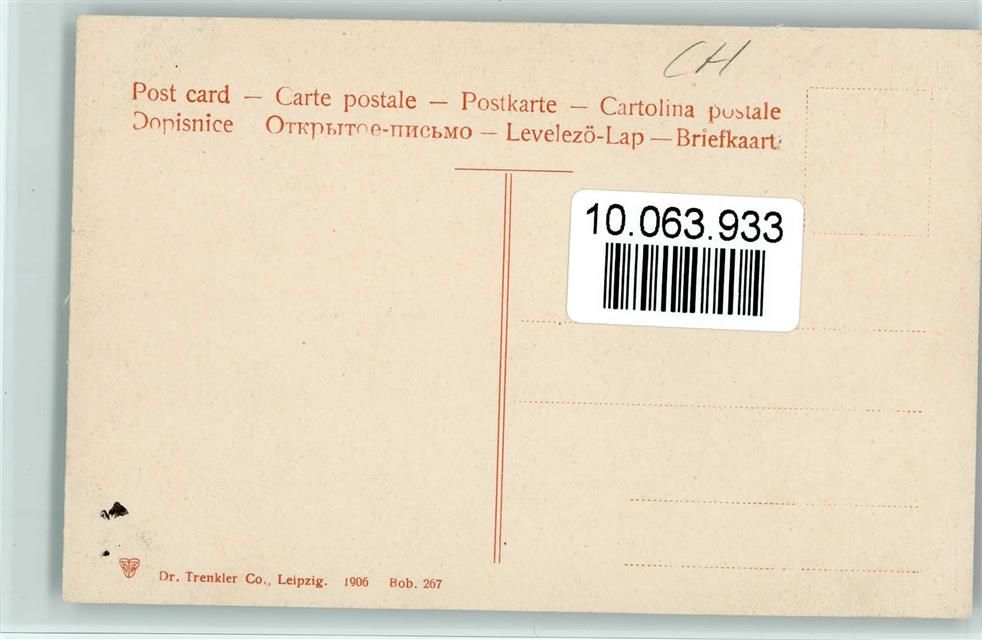 CH
Post card — Carte postale — Postkarte — Cartolina postale
Dopisnice Открытое-письмо — Levelező-Lap — Briefkaart
10.063.933
Dr. Trenkler Co., Leipzig. 1906 Bob. 267